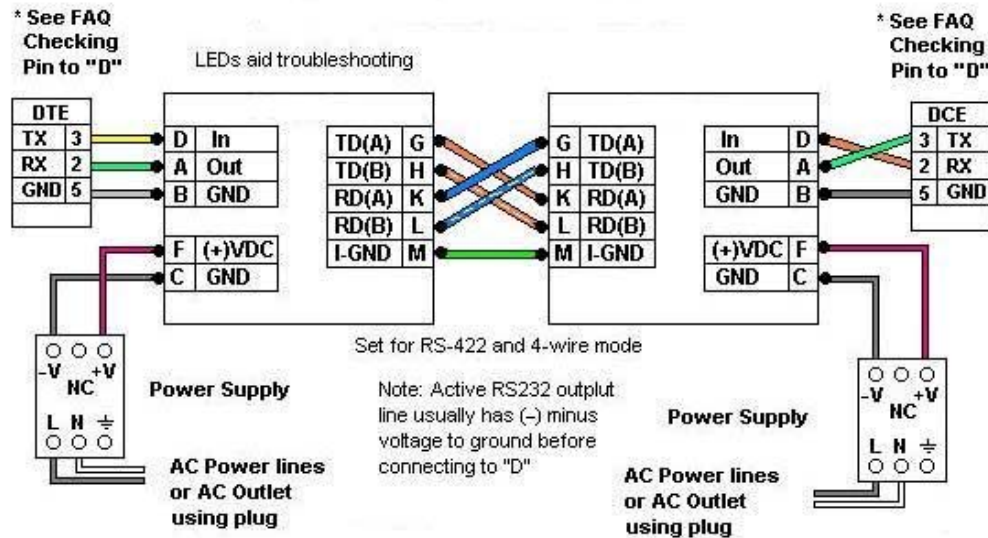 * See FAQ
Checking
Pin to "D"
LEDs aid troubleshooting
DTE
TX 3
RX 2
GND 5
D In
A Out
B GND
F (+)VDC
C GND
TD(A) G
TD(B) H
RD(A) K
RD(B) L
I-GND M
G TD(A)
H TD(B)
K RD(A)
L RD(B)
M I-GND
In D
Out A
GND B
(+)VDC F
GND C
* See FAQ
Checking
Pin to "D"
DCE
3 TX
2 RX
5 GND
Set for RS-422 and 4-wire mode
-V +V
NC
L N
Power Supply
AC Power lines
or AC Outlet
using plug
Note: Active RS232 outplut
line usually has (–) minus
voltage to ground before
connecting to "D"
Power Supply
-V +V
NC
L N
AC Power lines
or AC Outlet
using plug